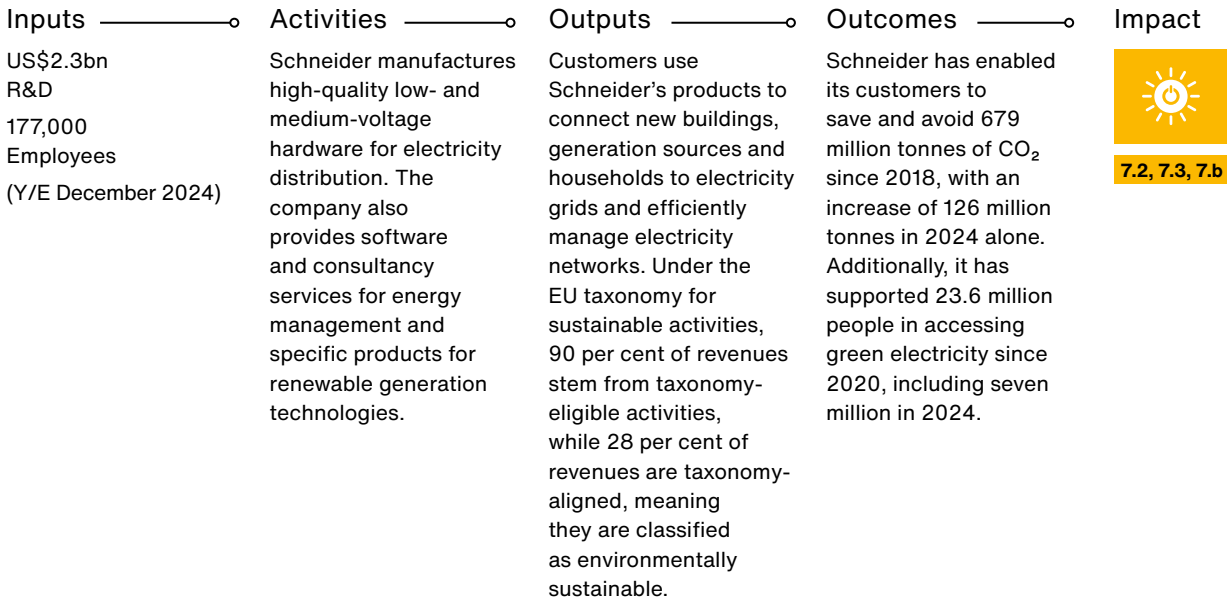 Inputs
US$2.3bn
R&D
177,000
Employees
(Y/E December 2024)
Activities
Schneider manufactures
high-quality low- and
medium-voltage
hardware for electricity
distribution. The
company also
provides software
and consultancy
services for energy
management and
specific products for
renewable generation
technologies.
Outputs
Customers use
Schneider’s products to
connect new buildings,
generation sources and
households to electricity
grids and efficiently
manage electricity
networks. Under the
EU taxonomy for
sustainable activities,
90 per cent of revenues
stem from taxonomy-
eligible activities,
while 28 per cent of
revenues are taxonomy-
aligned, meaning
they are classified
as environmentally
sustainable.
Outcomes
Schneider has enabled
its customers to
save and avoid 679
million tonnes of CO₂
since 2018, with an
increase of 126 million
tonnes in 2024 alone.
Additionally, it has
supported 23.6 million
people in accessing
green electricity since
2020, including seven
million in 2024.
Impact
7.2, 7.3, 7.b